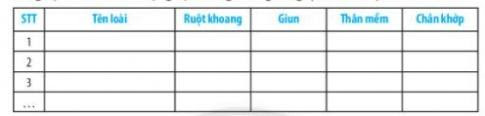 STT Tên loài Ruột khoang Giun Thân mềm Chân khớp
1
2
3
...